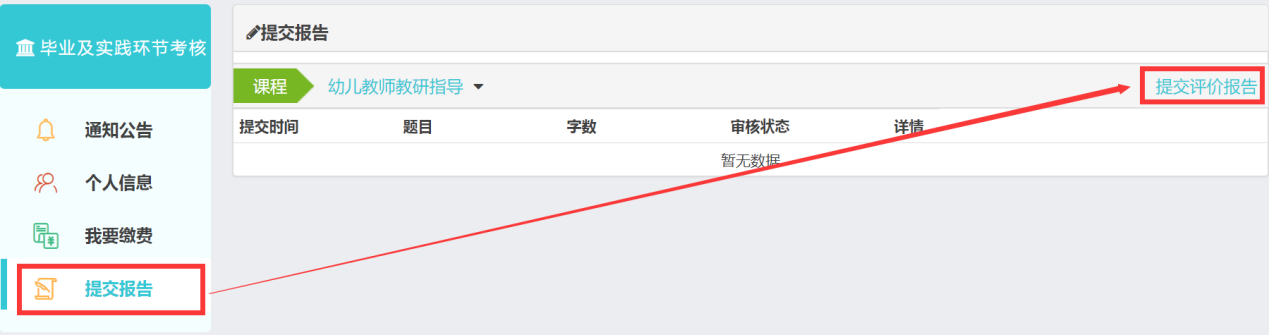 毕业及实践环节考核
通知公告
个人信息
我要缴费
提交报告
提交报告
课程 幼儿教师教研指导 提交评价报告
提交时间 题目 字数 审核状态 详情
暂无数据